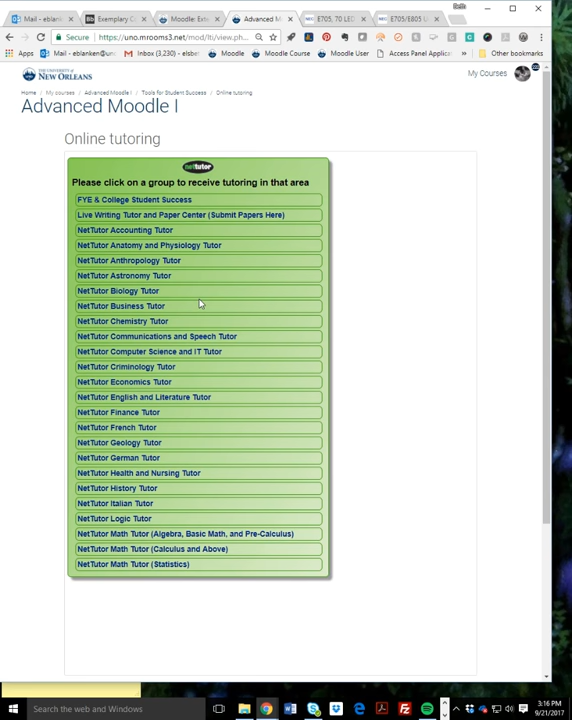 Beth
Mail - eblanken@un
Exemplary Co
Moodle: Exte
Advanced M
E705, 70 LED
E705/E805 U
Secure
https://uno.mrooms3.net/mod/lti/view.ph...
Apps
Mail - eblanken@un
Inbox (3,230) - elsbet
Moodle
Moodle Course
Moodle User
Access Panel Applica
Other bookmarks
THE UNIVERSITY of
NEW ORLEANS
My Courses
Home / My courses / Advanced Moodle I / Tools for Student Success / Online tutoring
Advanced Moodle I
Online tutoring
nettutor
Please click on a group to receive tutoring in that area
FYE & College Student Success
Live Writing Tutor and Paper Center (Submit Papers Here)
NetTutor Accounting Tutor
NetTutor Anatomy and Physiology Tutor
NetTutor Anthropology Tutor
NetTutor Astronomy Tutor
NetTutor Biology Tutor
NetTutor Business Tutor
NetTutor Chemistry Tutor
NetTutor Communications and Speech Tutor
NetTutor Computer Science and IT Tutor
NetTutor Criminology Tutor
NetTutor Economics Tutor
NetTutor English and Literature Tutor
NetTutor Finance Tutor
NetTutor French Tutor
NetTutor Geology Tutor
NetTutor German Tutor
NetTutor Health and Nursing Tutor
NetTutor History Tutor
NetTutor Italian Tutor
NetTutor Logic Tutor
NetTutor Math Tutor (Algebra, Basic Math, and Pre-Calculus)
NetTutor Math Tutor (Calculus and Above)
NetTutor Math Tutor (Statistics)
Search the web and Windows
3:16 PM
9/21/2017